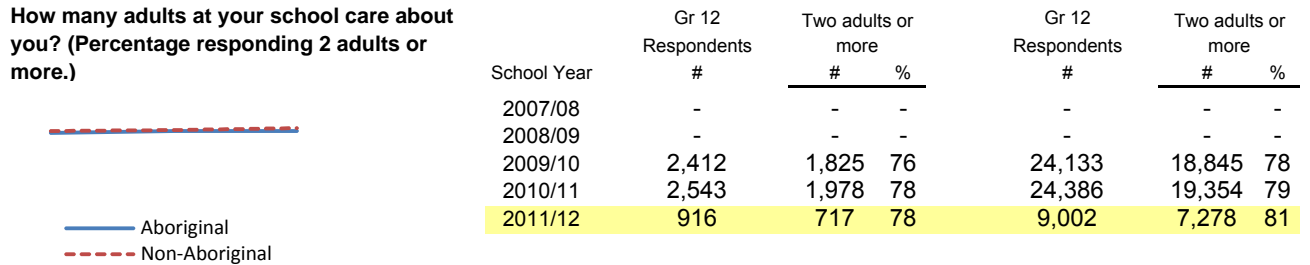 How many adults at your school care about
you? (Percentage responding 2 adults or
more.)
Aboriginal
Non-Aboriginal
Gr 12 Two adults or Gr 12 Two adults or
Respondents more Respondents more
School Year # # % # # %
2007/08 - - - - - -
2008/09 - - - - - -
2009/10 2,412 1,825 76 24,133 18,845 78
2010/11 2,543 1,978 78 24,386 19,354 79
2011/12 916 717 78 9,002 7,278 81